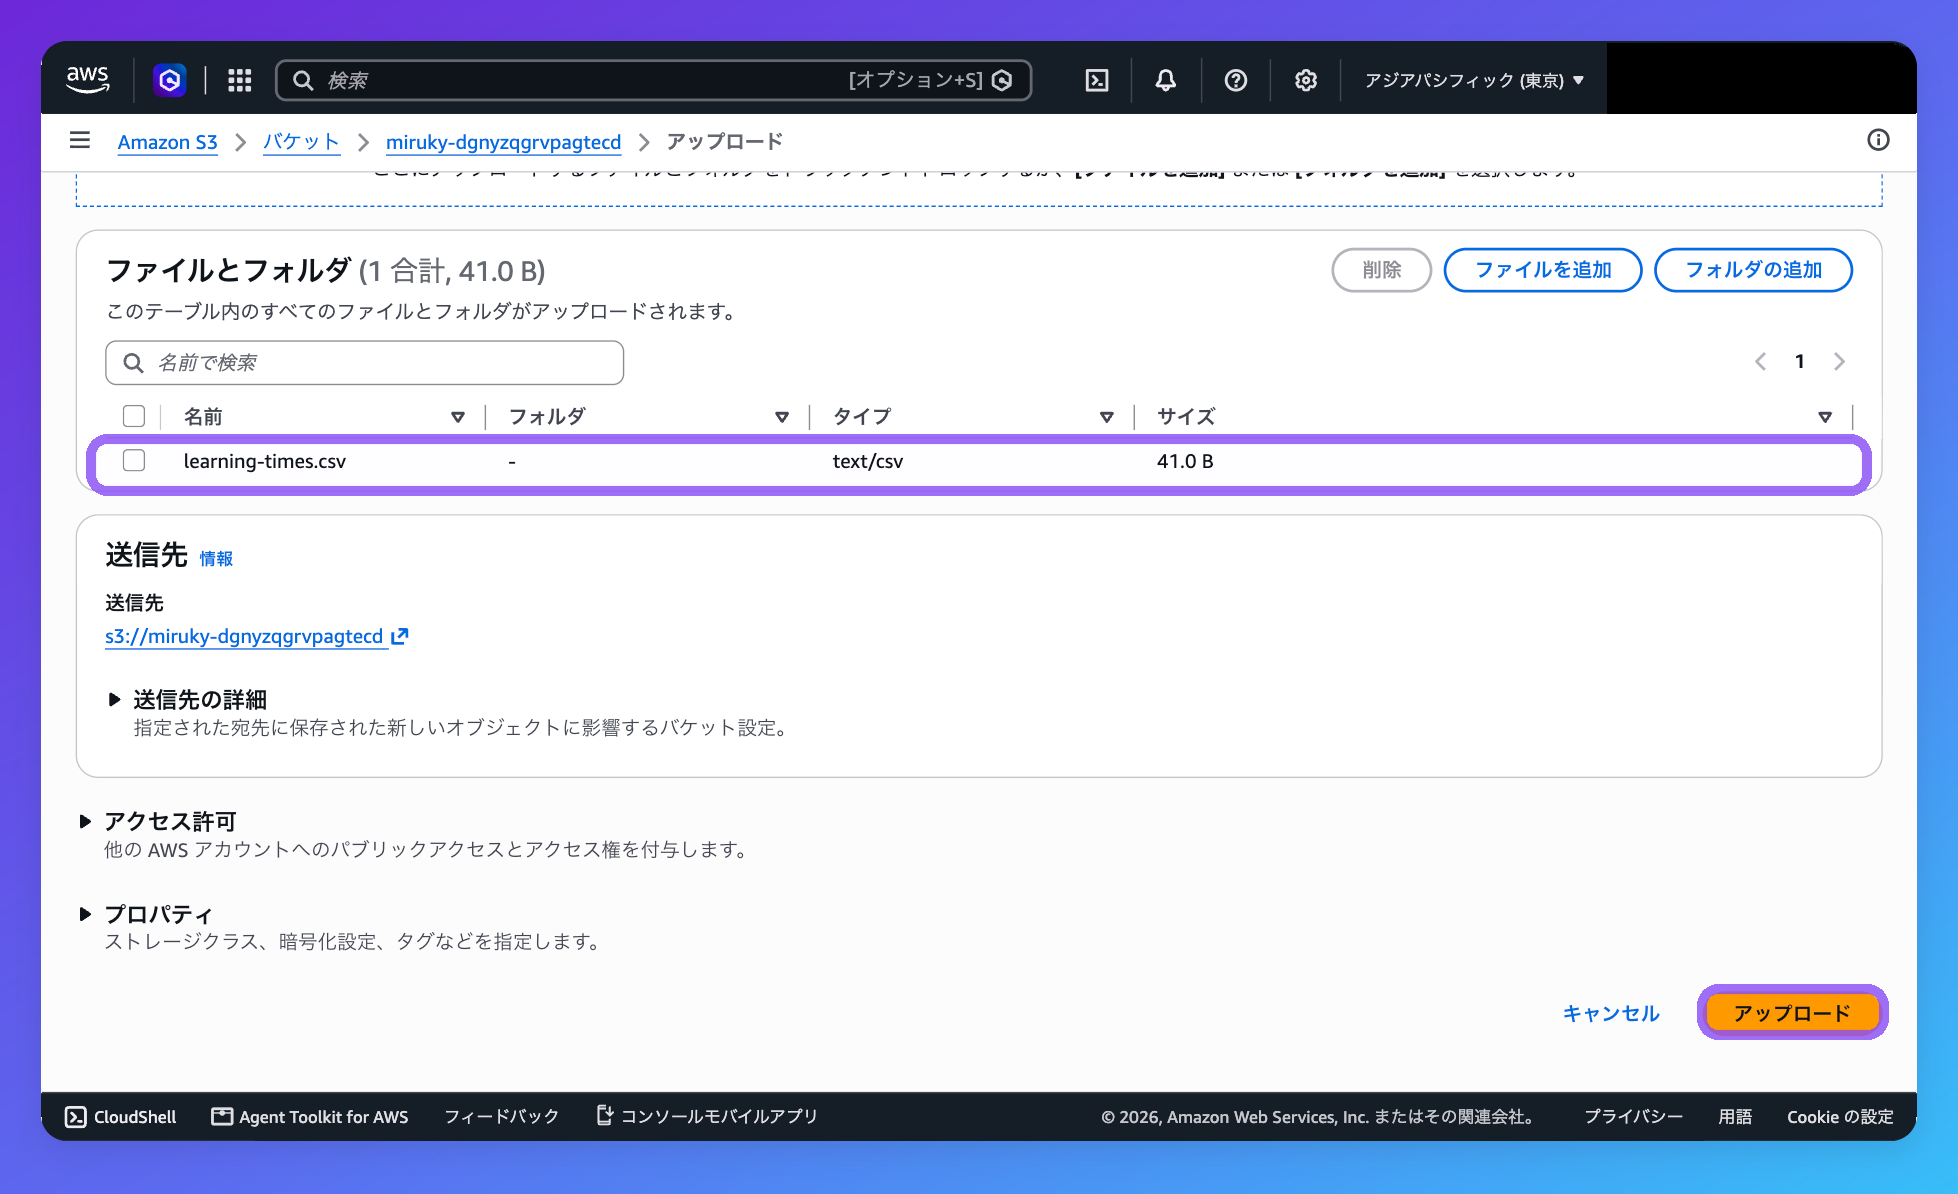 aws
検索
[オプション+S]
アジアパシフィック (東京)
Amazon S3
バケット
miruky-dgnyzqgrvpagtecd
アップロード
ファイルとフォルダ (1 合計, 41.0 B)
削除
ファイルを追加
フォルダの追加
このテーブル内のすべてのファイルとフォルダがアップロードされます。
名前で検索
1
名前
フォルダ
タイプ
サイズ
learning-times.csv
-
text/csv
41.0 B
送信先 情報
送信先
s3://miruky-dgnyzqgrvpagtecd
送信先の詳細
指定された宛先に保存された新しいオブジェクトに影響するバケット設定。
アクセス許可
他の AWS アカウントへのパブリックアクセスとアクセス権を付与します。
プロパティ
ストレージクラス、暗号化設定、タグなどを指定します。
キャンセル
アップロード
CloudShell
Agent Toolkit for AWS
フィードバック
コンソールモバイルアプリ
© 2026, Amazon Web Services, Inc. またはその関連会社。
プライバシー
用語
Cookie の設定